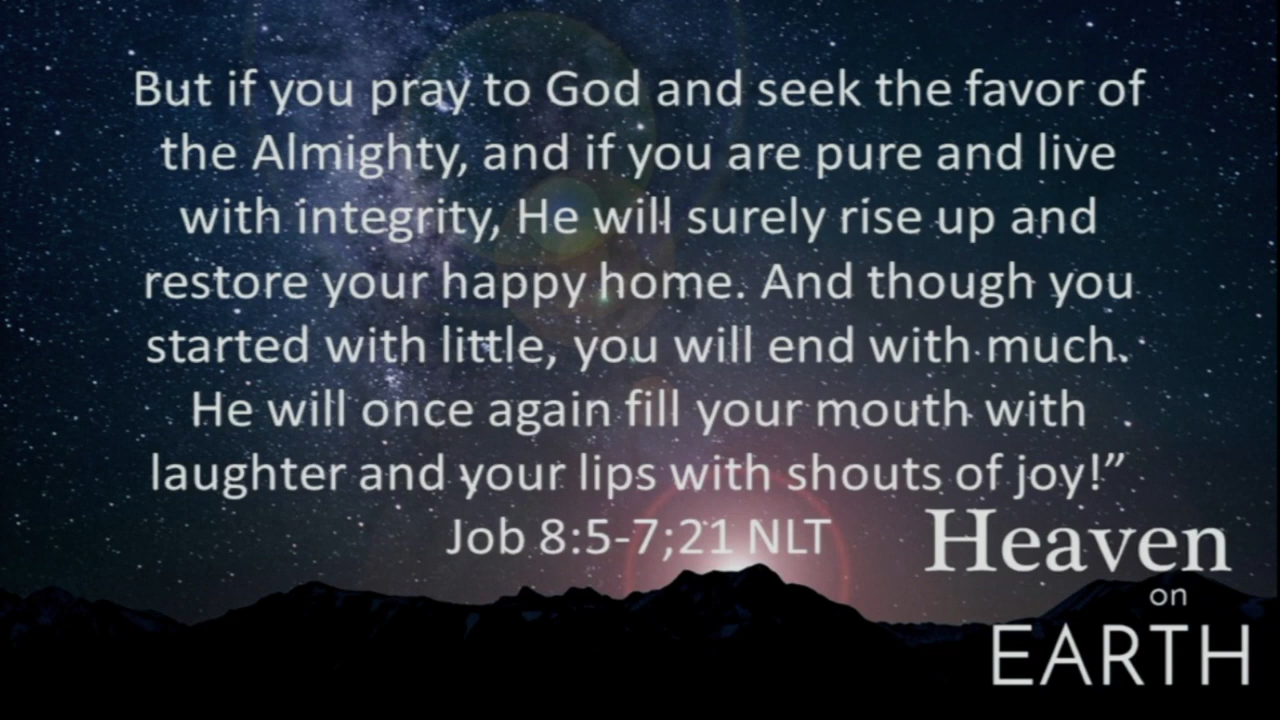 But if you pray to God and seek the favor of
the Almighty, and if you are pure and live
with integrity, He will surely rise up and
restore your happy home. And though you
started with little, you will end with much.
He will once again fill your mouth with
laughter and your lips with shouts of joy!”
Job 8:5-7;21 NLT
Heaven
on
EARTH